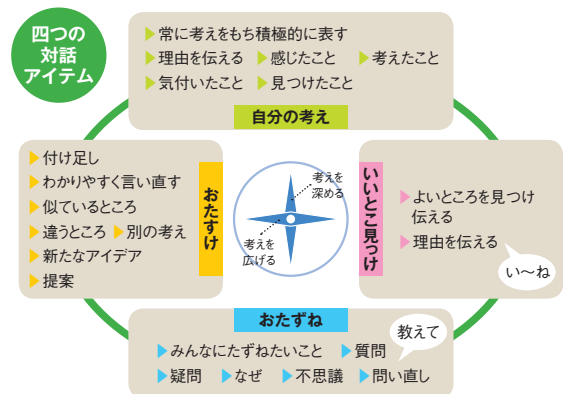 四つの
対話
アイテム
▶常に考えをもち積極的に表す
▶理由を伝える ▶感じたこと ▶考えたこと
▶気付いたこと ▶見つけたこと
自分の考え
▶付け足し
▶わかりやすく言い直す
▶似ているところ
▶違うところ ▶別の考え
▶新たなアイデア
▶提案
おたすけ
考えを
深める
考えを
広げる
いいとこ見つけ
▶よいところを見つけ
伝える
▶理由を伝える
い〜ね
おたずね
教えて
▶みんなにたずねたいこと ▶質問
▶疑問 ▶なぜ ▶不思議 ▶問い直し